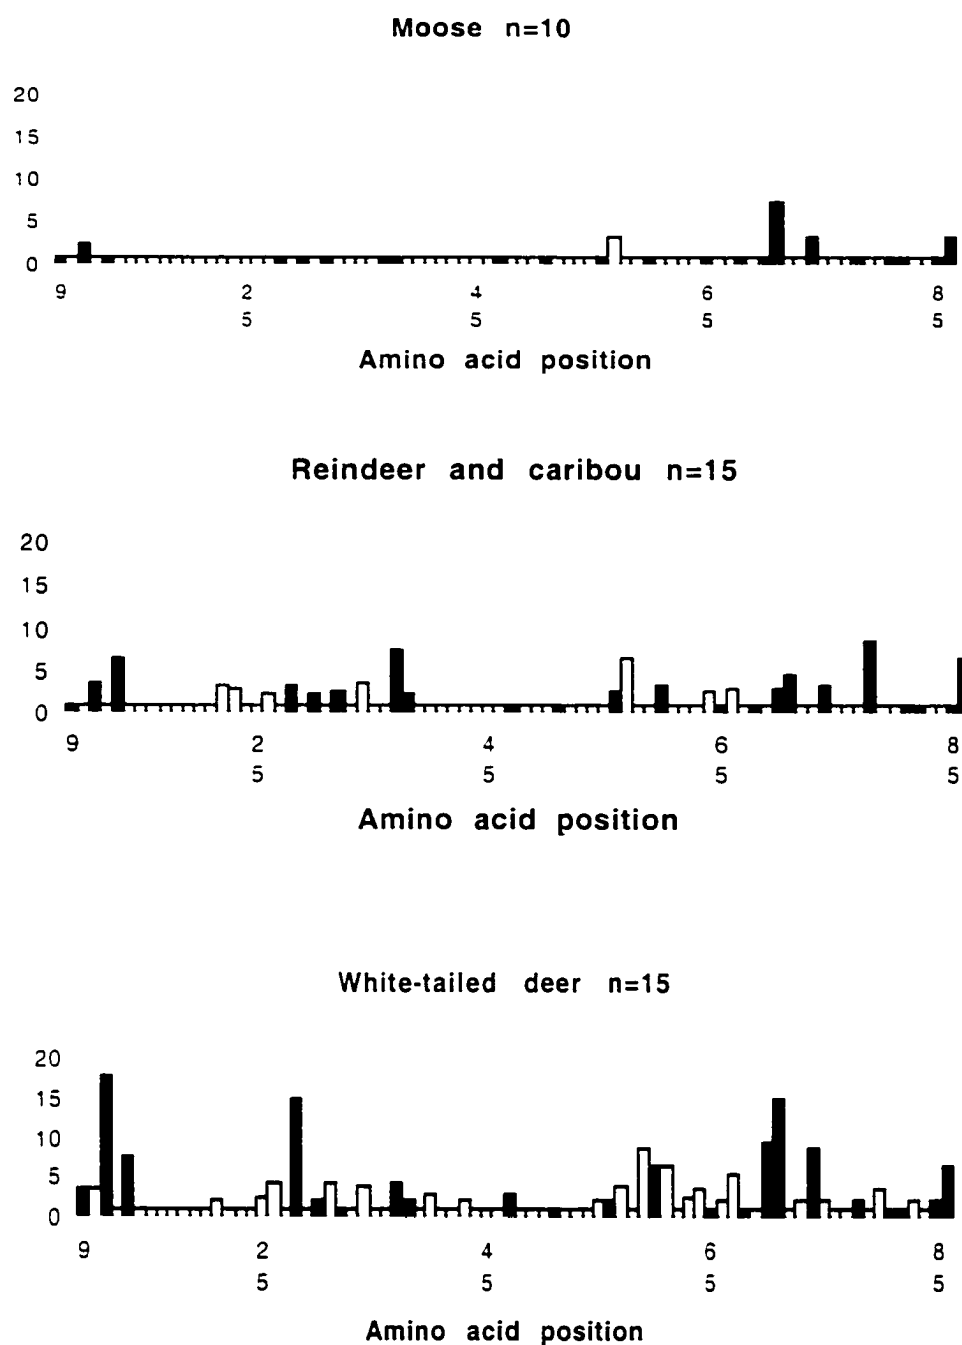 Moose n=10
20
15
10
5
0
9 2 4 6 8
5 5 5 5
Amino acid position
Reindeer and caribou n=15
20
15
10
5
0
9 2 4 6 8
5 5 5 5
Amino acid position
White-tailed deer n=15
20
15
10
5
0
9 2 4 6 8
5 5 5 5
Amino acid position